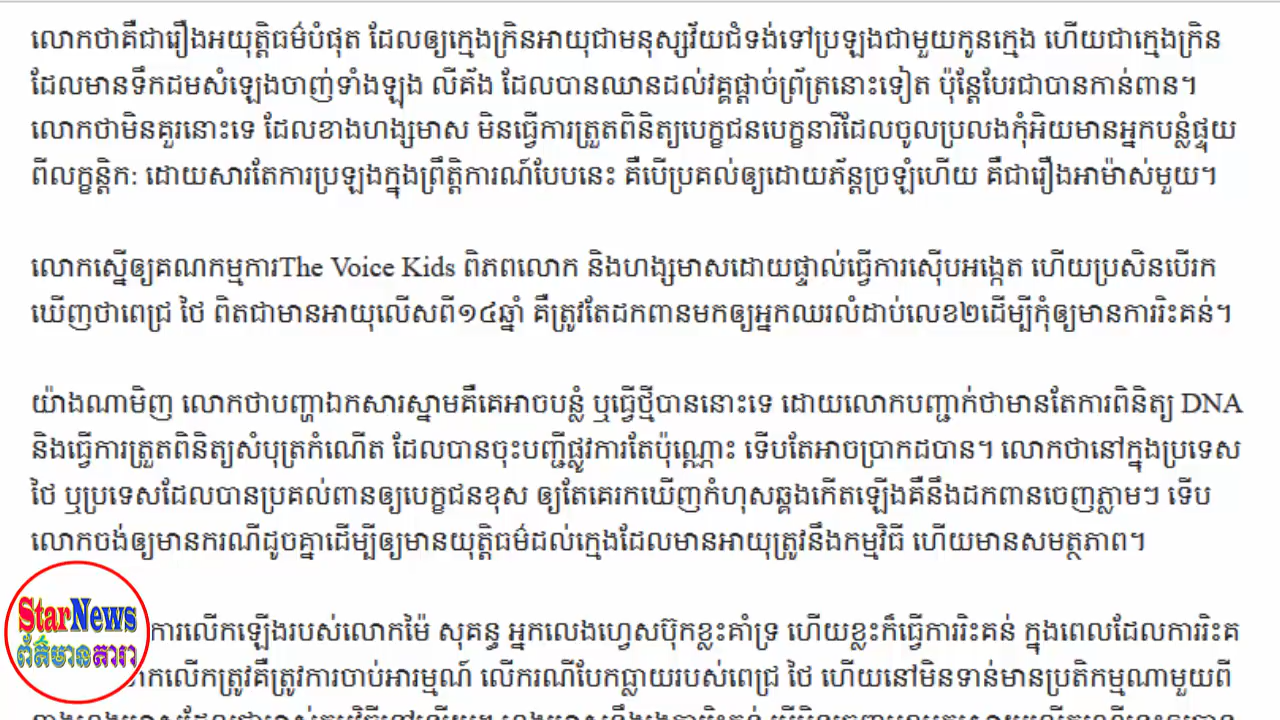 លោកថាគឺជារឿងអយុត្តិធម៌បំផុត ដែលឲ្យក្មេងក្រិនអាយុជាមនុស្សវ័យជំទង់ទៅប្រឡងជាមួយកូនក្មេង ហើយជាក្មេងក្រិន
ដែលមានទឹកដមសំឡេងចាញ់ទាំងឡុង លីគ័ង ដែលបានឈានដល់វគ្គផ្តាច់ព្រ័ត្រនោះទៀត ប៉ុន្តែបែរជាបានកាន់ពាន។
លោកថាមិនគួរនោះទេ ដែលខាងហង្សមាស មិនធ្វើការត្រួតពិនិត្យបេក្ខជនបេក្ខនារីដែលចូលប្រលងកុំអិយមានអ្នកបន្លំផ្ទុយ
ពីលក្ខន្តិក: ដោយសារតែការប្រឡងក្នុងព្រឹត្តិការណ៍បែបនេះ គឺបើប្រគល់ឲ្យដោយភ័ន្តច្រឡំហើយ គឺជារឿងអាម៉ាស់មួយ។
លោកស្នើឲ្យគណកម្មការThe Voice Kids ពិភពលោក និងហង្សមាសដោយផ្ទាល់ធ្វើការស៊ើបអង្កេត ហើយប្រសិនបើរក
ឃើញថាពេជ្រ ថៃ ពិតជាមានអាយុលើសពី១៤ឆ្នាំ គឺត្រូវតែដកពានមកឲ្យអ្នកឈរលំដាប់លេខ២ដើម្បីកុំឲ្យមានការរិះគន់។
យ៉ាងណាមិញ លោកថាបញ្ហាឯកសារស្នាមគឺគេអាចបន្លំ ឬធ្វើថ្មីបាននោះទេ ដោយលោកបញ្ជាក់ថាមានតែការពិនិត្យ DNA
និងធ្វើការត្រួតពិនិត្យសំបុត្រកំណើត ដែលបានចុះបញ្ជីផ្លូវការតែប៉ុណ្ណោះ ទើបតែអាចប្រាកដបាន។ លោកថានៅក្នុងប្រទេស
ថៃ ឬប្រទេសដែលបានប្រគល់ពានឲ្យបេក្ខជនខុស ឲ្យតែគេរកឃើញកំហុសឆ្គងកើតឡើងគឺនឹងដកពានចេញភ្លាមៗ ទើប
លោកចង់ឲ្យមានករណីដូចគ្នាដើម្បីឲ្យមានយុត្តិធម៌ដល់ក្មេងដែលមានអាយុត្រូវនឹងកម្មវិធី ហើយមានសមត្ថភាព។
ការលើកឡើងរបស់លោកម៉ៃ សុគន្ធ អ្នកលេងហ្វេសប៊ុកខ្លះគាំទ្រ ហើយខ្លះក៏ធ្វើការរិះគន់ ក្នុងពេលដែលការរិះគ
លើកត្រូវគឺត្រូវការចាប់អារម្មណ៍ លើករណីបែកធ្លាយរបស់ពេជ្រ ថៃ ហើយនៅមិនទាន់មានប្រតិកម្មណាមួយពី
StarNews
ព័ត៌មានតារា